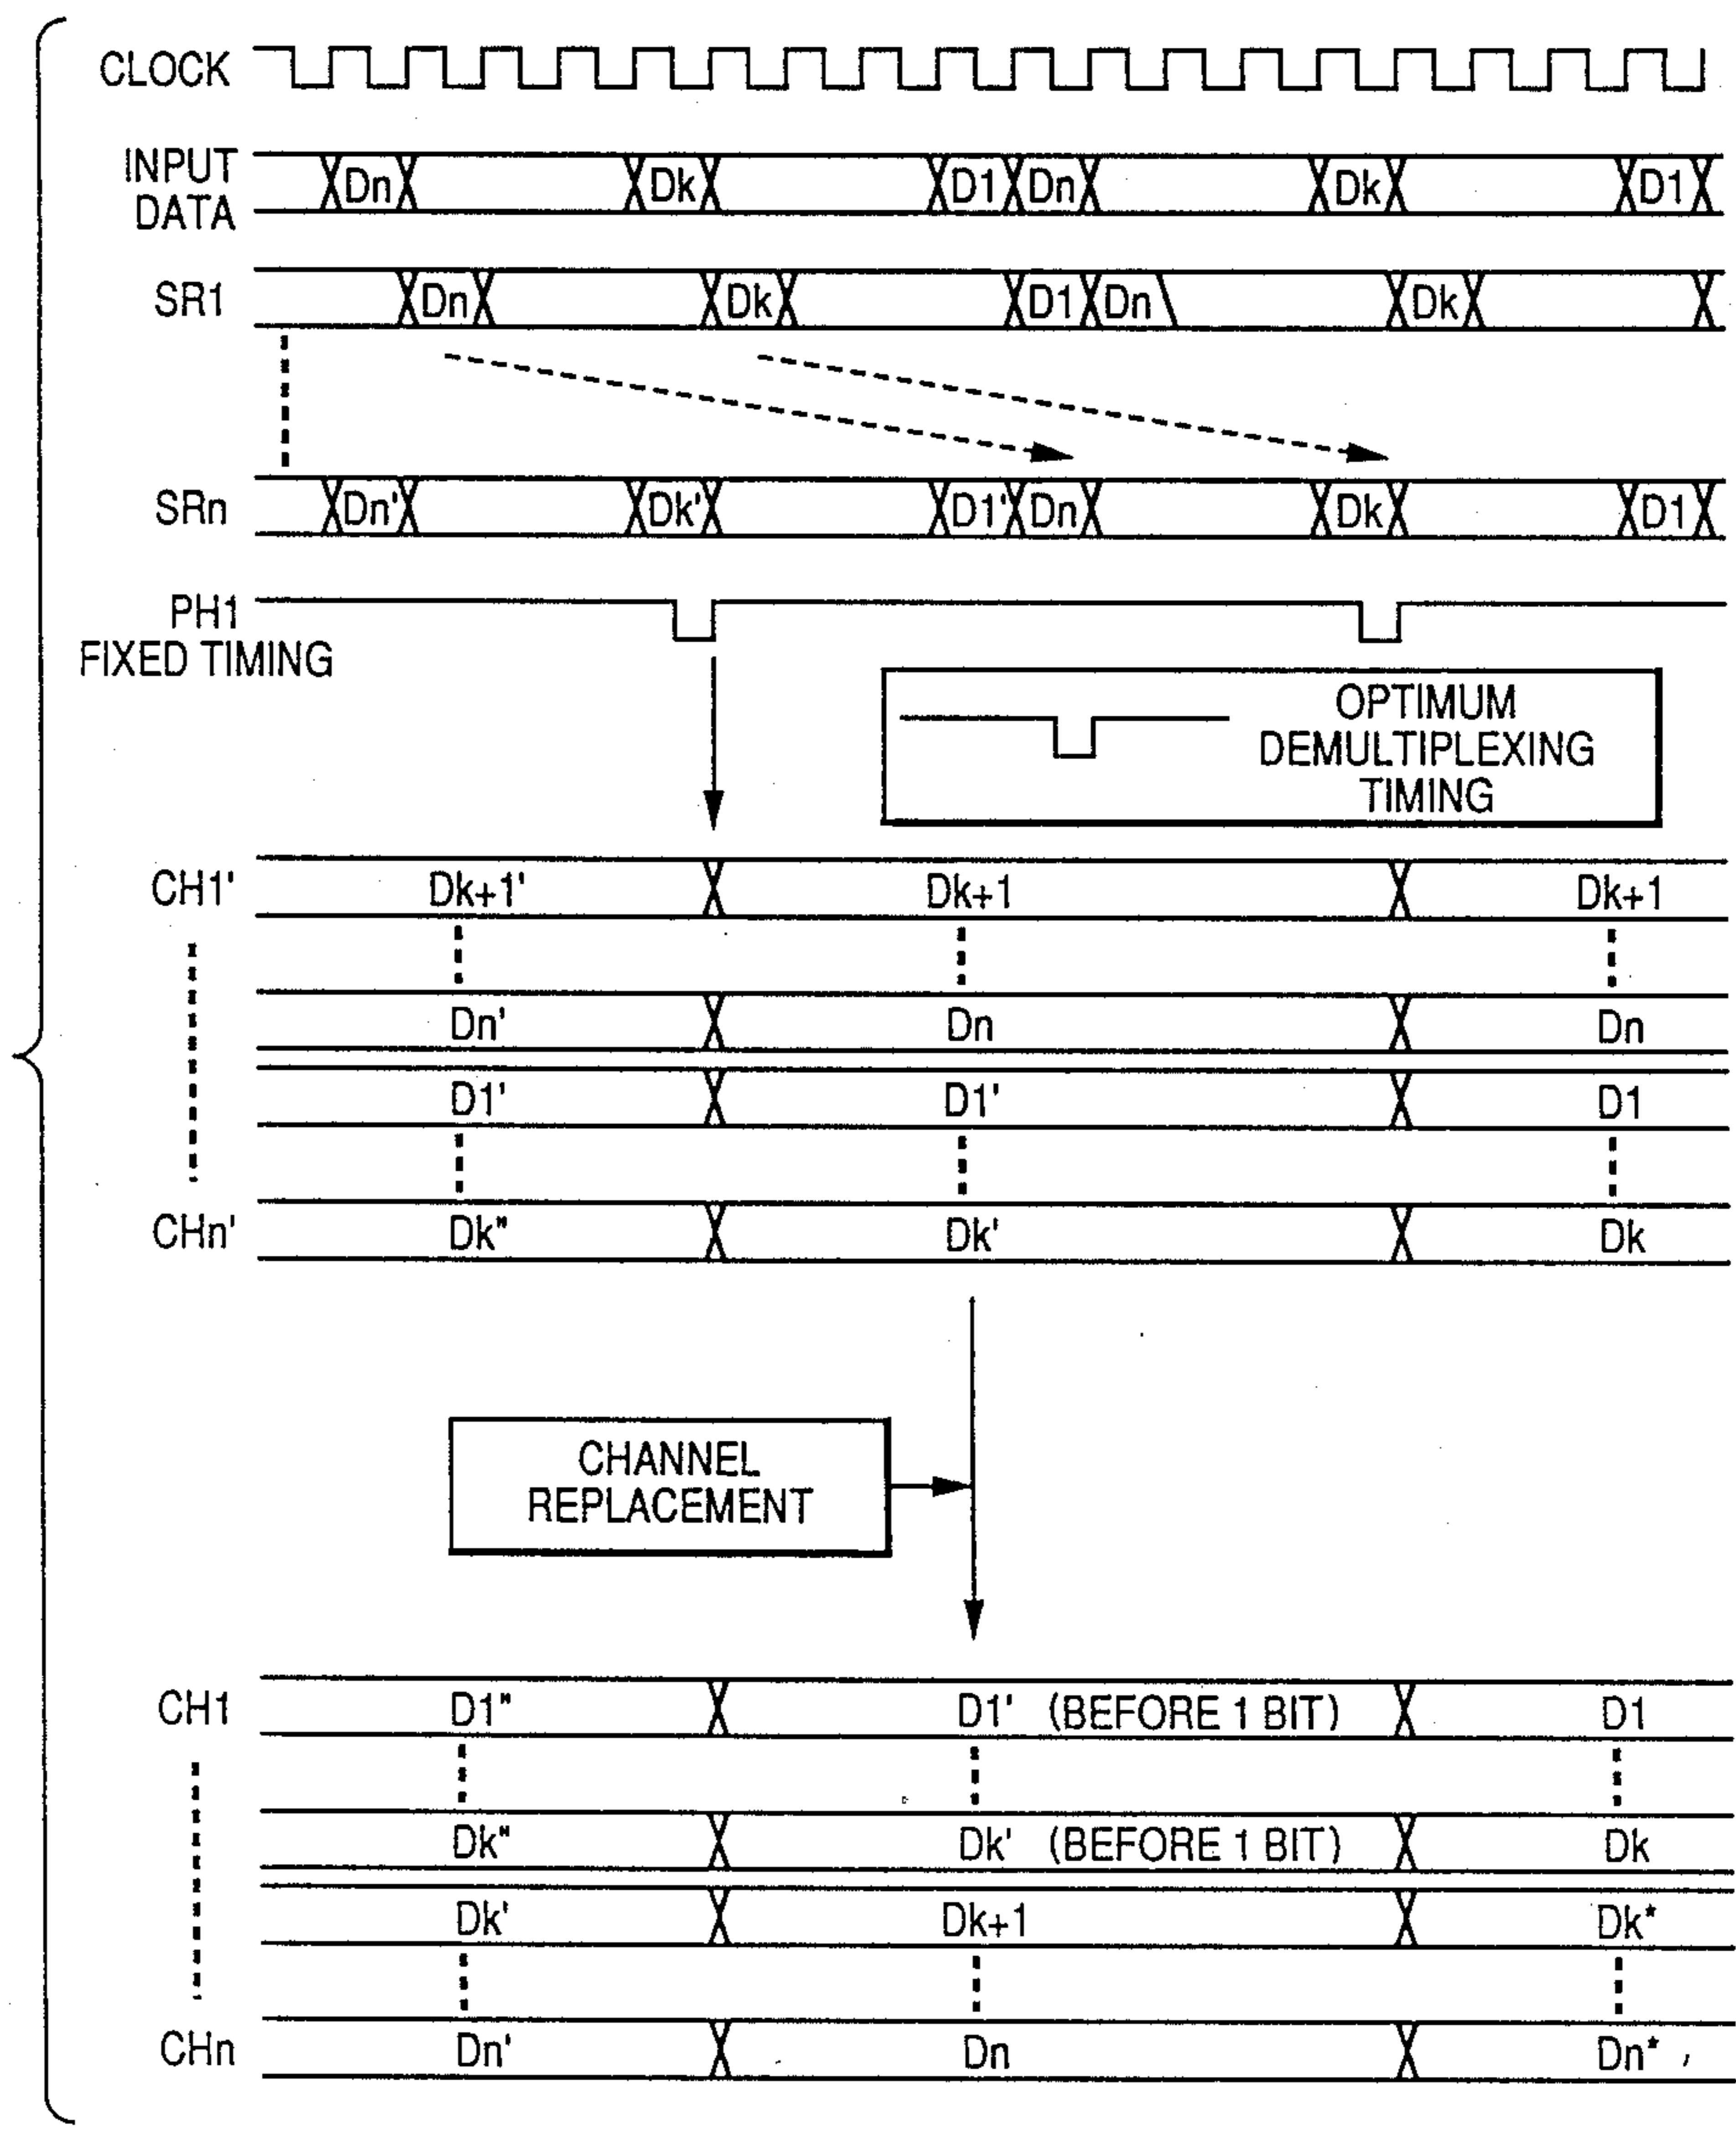 CLOCK
INPUT DATA Dn Dk D1 Dn Dk D1
SR1 Dn Dk D1 Dn Dk
SRn Dn' Dk' D1' Dn Dk D1
PH1
FIXED TIMING
OPTIMUM
DEMULTIPLEXING
TIMING
CH1' Dk+1' Dk+1 Dk+1
Dn' Dn Dn
D1' D1' D1
CHn' Dk" Dk' Dk
CHANNEL
REPLACEMENT
CH1 D1" D1' (BEFORE 1 BIT) D1
Dk" Dk' (BEFORE 1 BIT) Dk
Dk' Dk+1 Dk*
CHn Dn' Dn Dn*